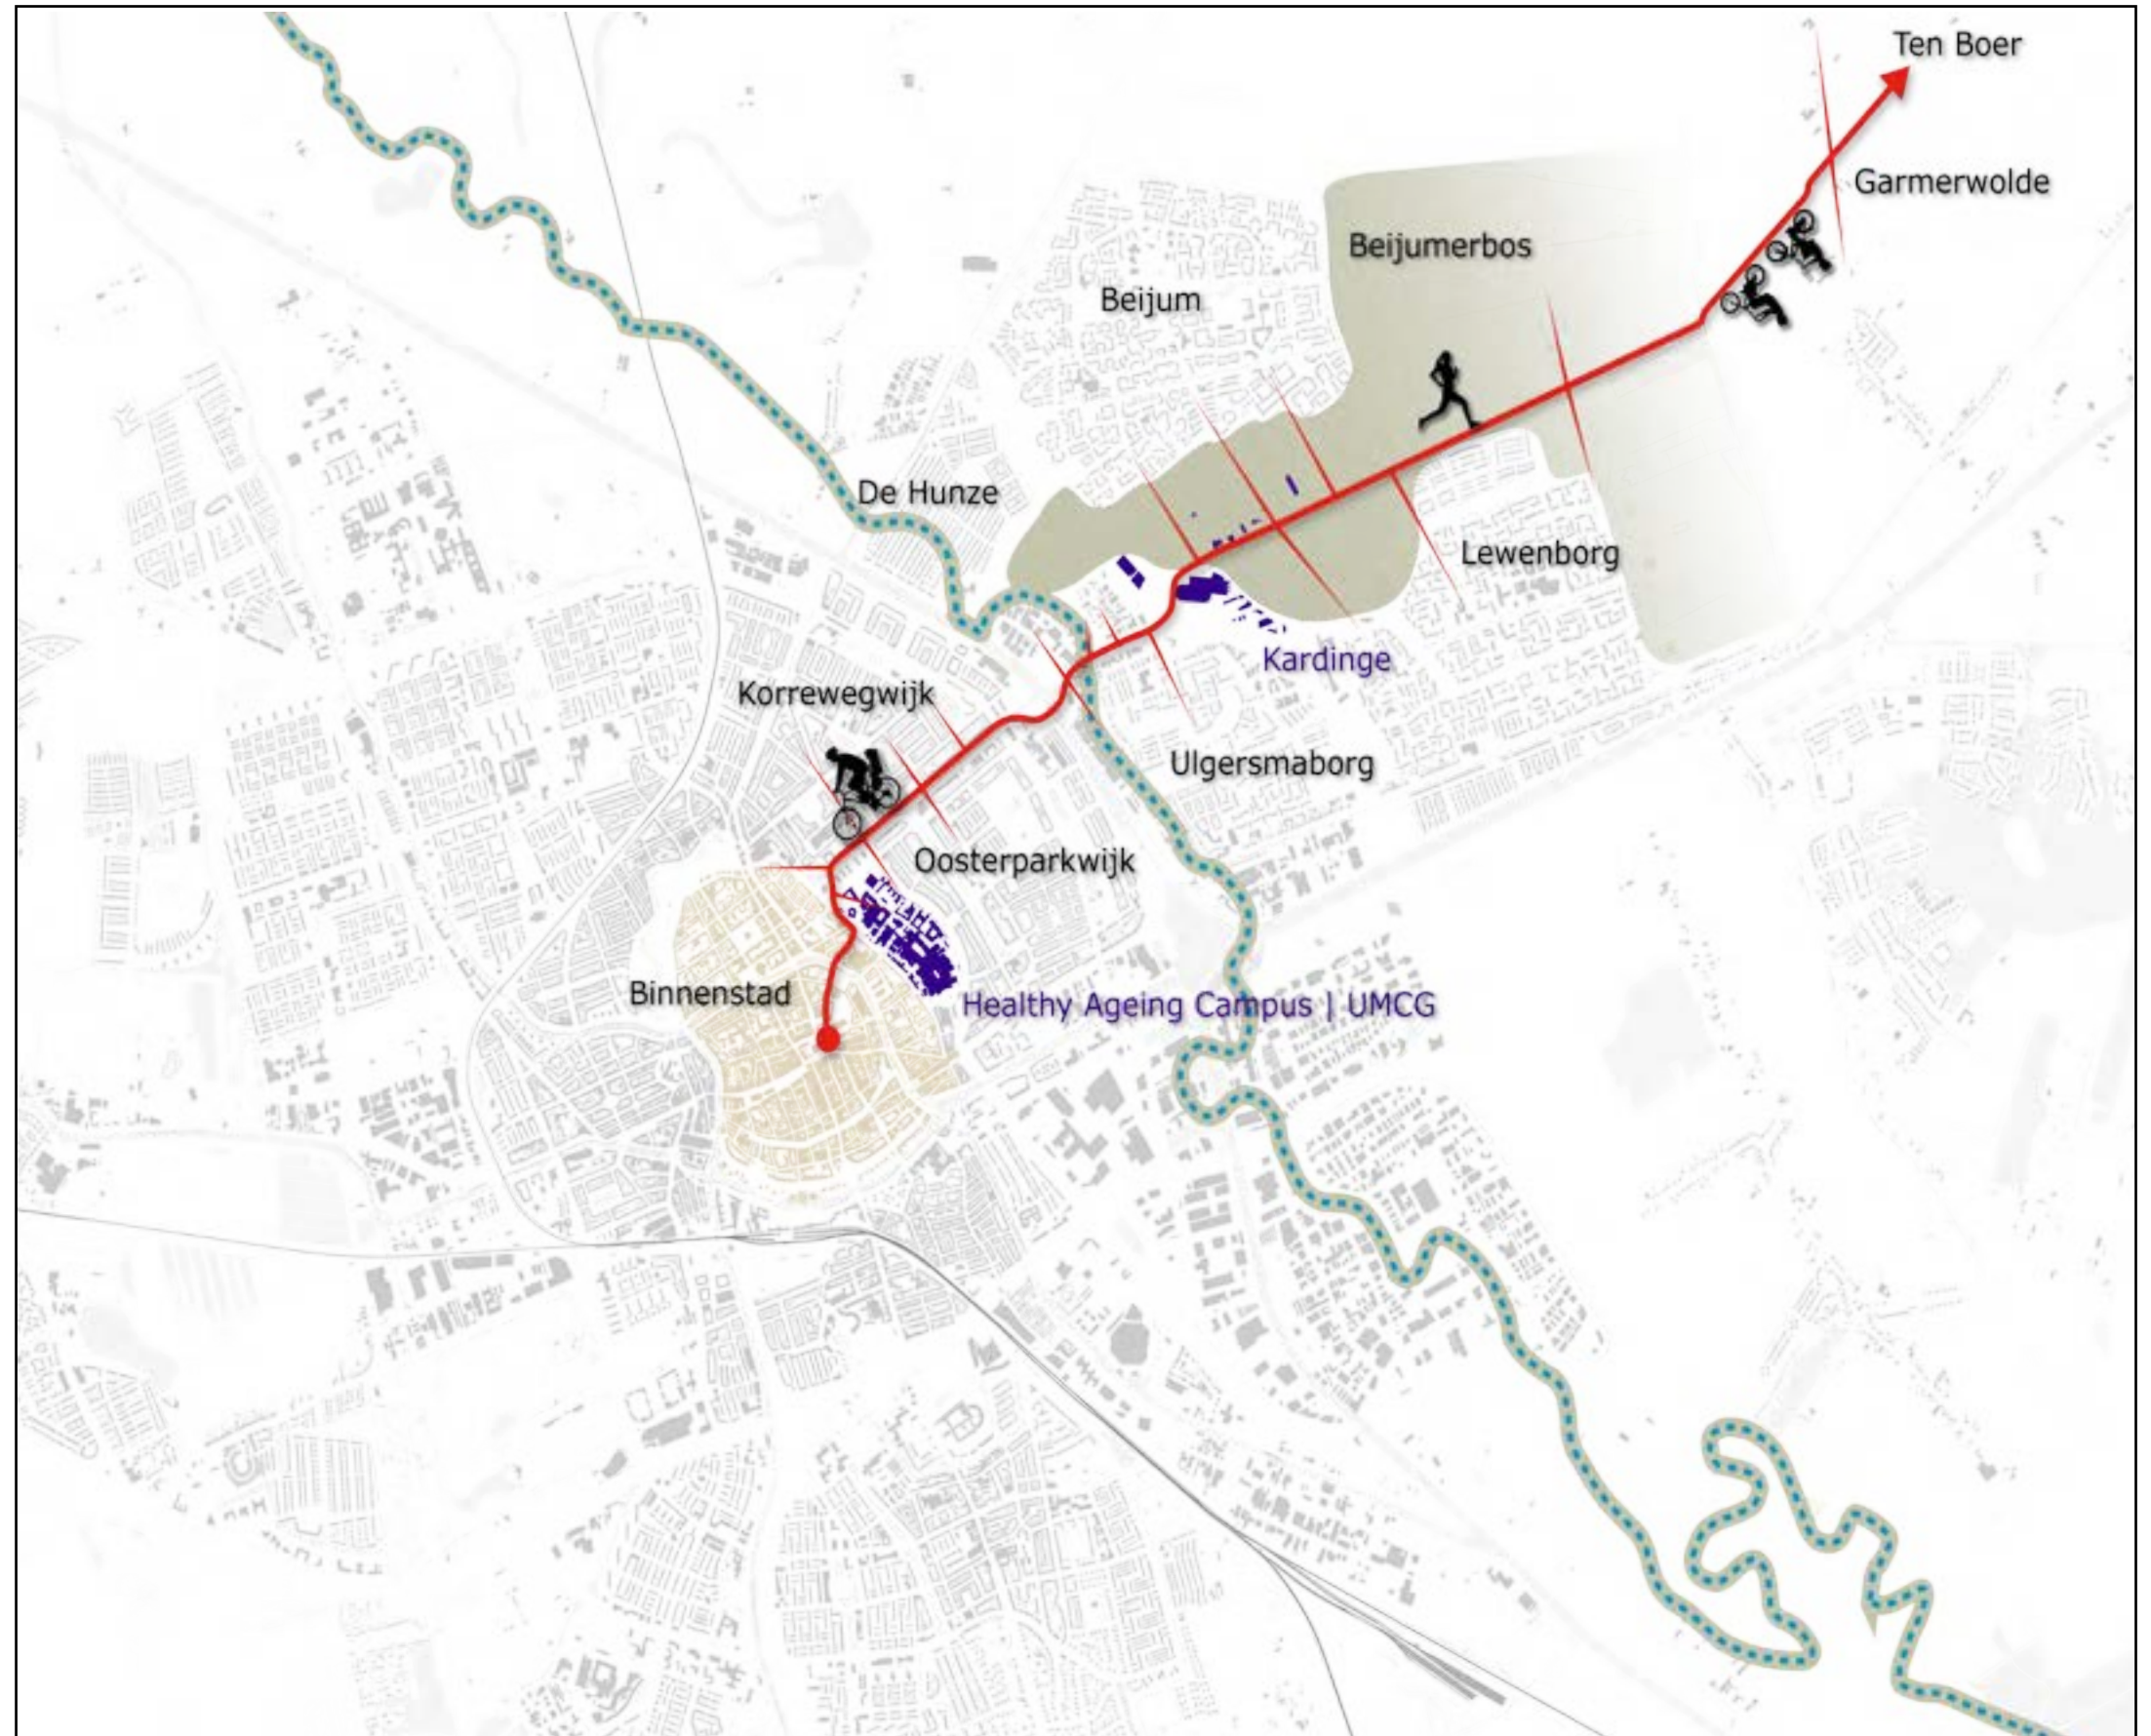 Ten Boer
Garmerwolde
Beijumerbos
Beijum
De Hunze
Lewenborg
Kardinge
Korrewegwijk
Ulgersmaborg
Oosterparkwijk
Binnenstad
Healthy Ageing Campus | UMCG